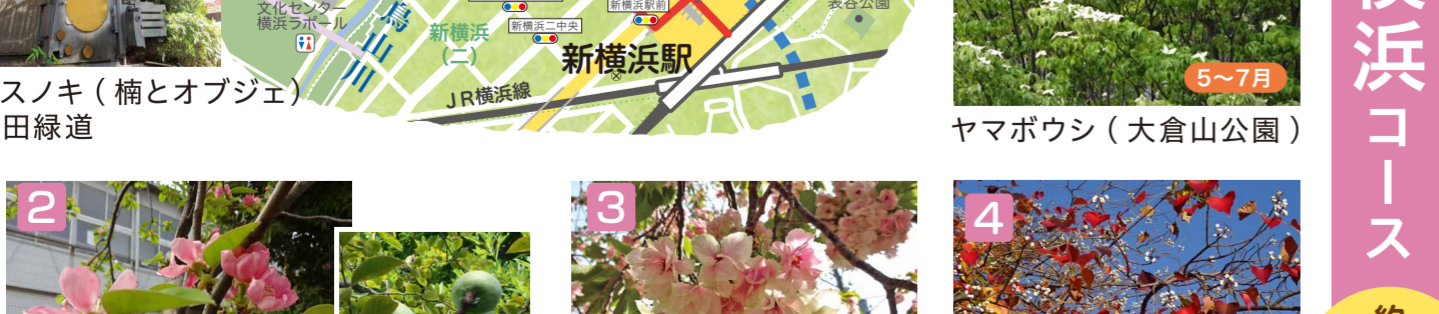 文化センター
横浜ラポール
鳥山川
新横浜
(二)
新横浜二中央
新横浜駅前
新横浜駅
JR横浜線
5〜7月
スノキ ( 楠とオブジェ )
田緑道
ヤマボウシ ( 大倉山公園 )
2
3
4
浜コース